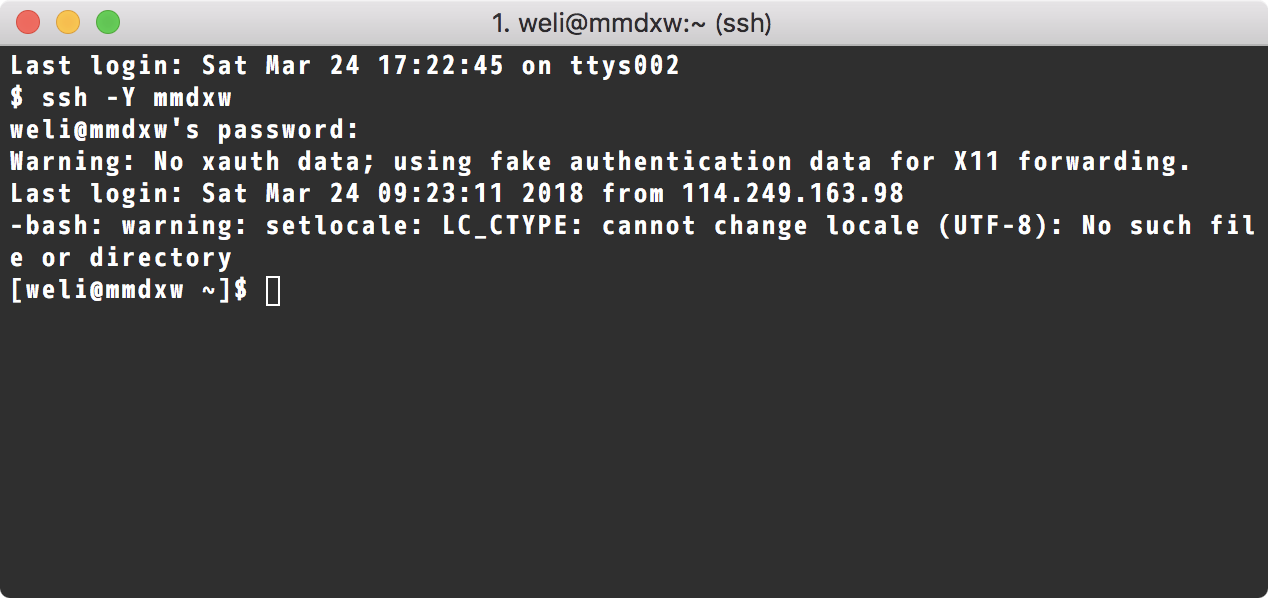 1. weli@mmdxw:~ (ssh)
Last login: Sat Mar 24 17:22:45 on ttys002
$ ssh -Y mmdxw
weli@mmdxw's password:
Warning: No xauth data; using fake authentication data for X11 forwarding.
Last login: Sat Mar 24 09:23:11 2018 from 114.249.163.98
-bash: warning: setlocale: LC_CTYPE: cannot change locale (UTF-8): No such fil
e or directory
[weli@mmdxw ~]$